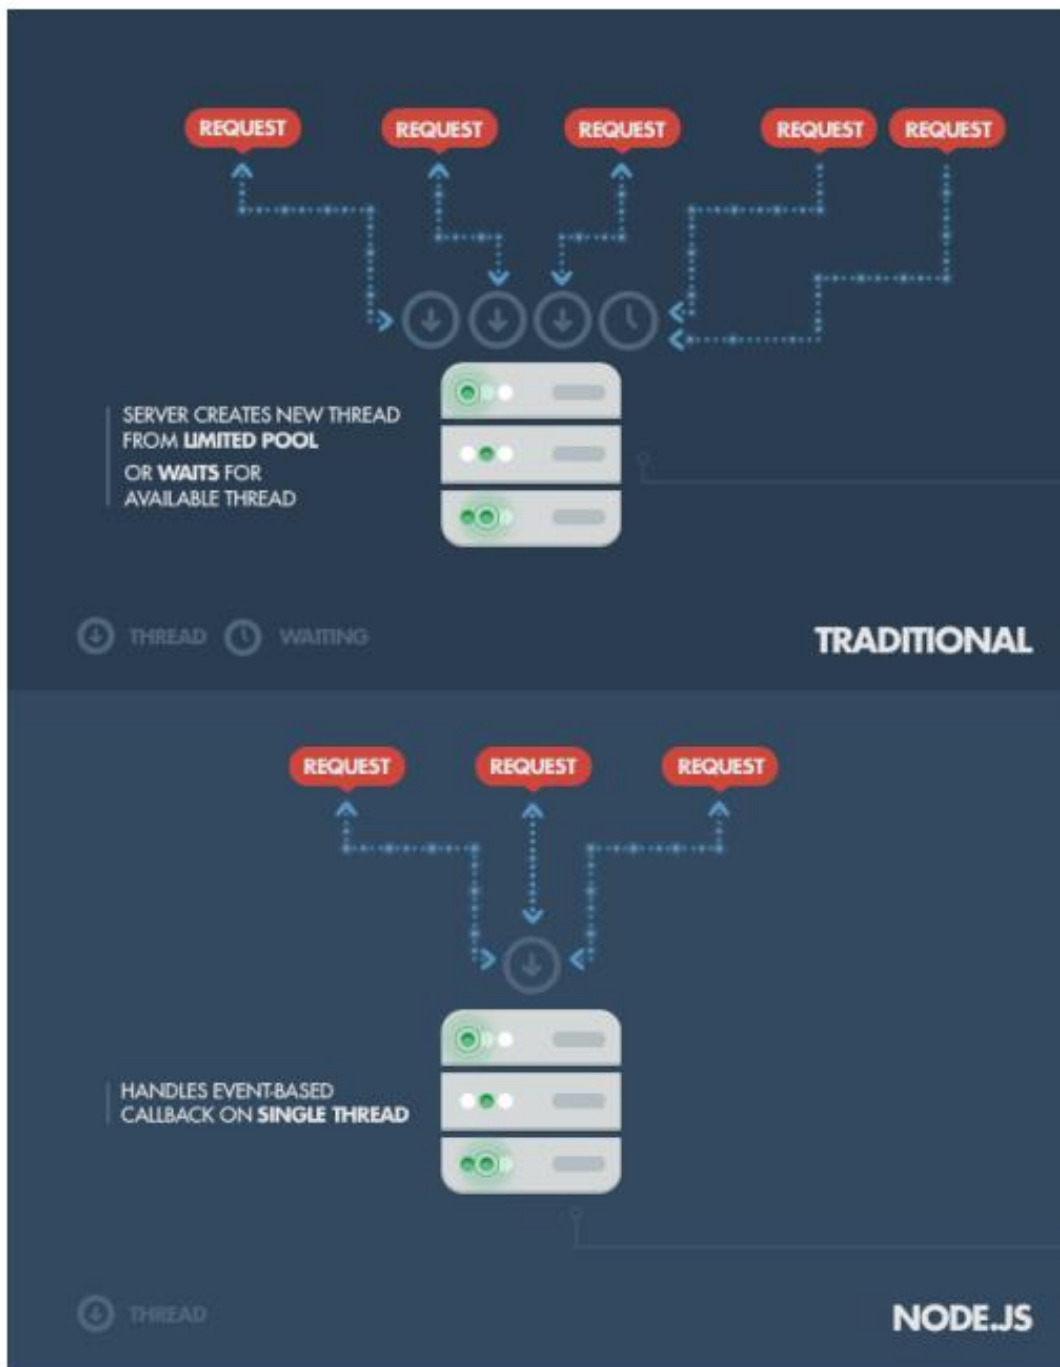 REQUEST
REQUEST
REQUEST
REQUEST
REQUEST
SERVER CREATES NEW THREAD
FROM LIMITED POOL
OR WAITS FOR
AVAILABLE THREAD
THREAD
WAITING
TRADITIONAL
REQUEST
REQUEST
REQUEST
HANDLES EVENT-BASED
CALLBACK ON SINGLE THREAD
THREAD
NODE.JS